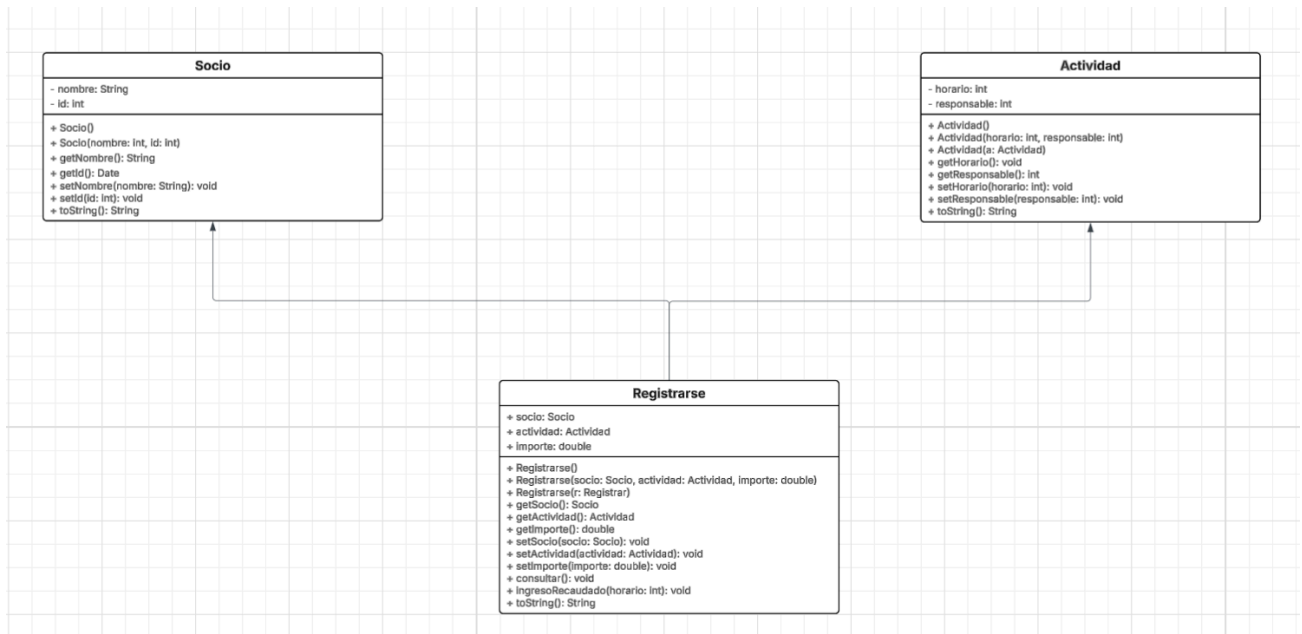 Socio
- nombre: String
- id: int
+ Socio()
+ Socio(nombre: int, id: int)
+ getNombre(): String
+ getId(): Date
+ setNombre(nombre: String): void
+ setId(id: int): void
+ toString(): String
Actividad
- horario: int
- responsable: int
+ Actividad()
+ Actividad(horario: int, responsable: int)
+ Actividad(a: Actividad)
+ getHorario(): void
+ getResponsable(): int
+ setHorario(horario: int): void
+ setResponsable(responsable: int): void
+ toString(): String
Registrarse
+ socio: Socio
+ actividad: Actividad
+ importe: double
+ Registrarse()
+ Registrarse(socio: Socio, actividad: Actividad, importe: double)
+ Registrarse(r: Registrar)
+ getSocio(): Socio
+ getActividad(): Actividad
+ getImporte(): double
+ setSocio(socio: Socio): void
+ setActividad(actividad: Actividad): void
+ setImporte(importe: double): void
+ consultar(): void
+ ingresoRecaudado(horario: int): void
+ toString(): String